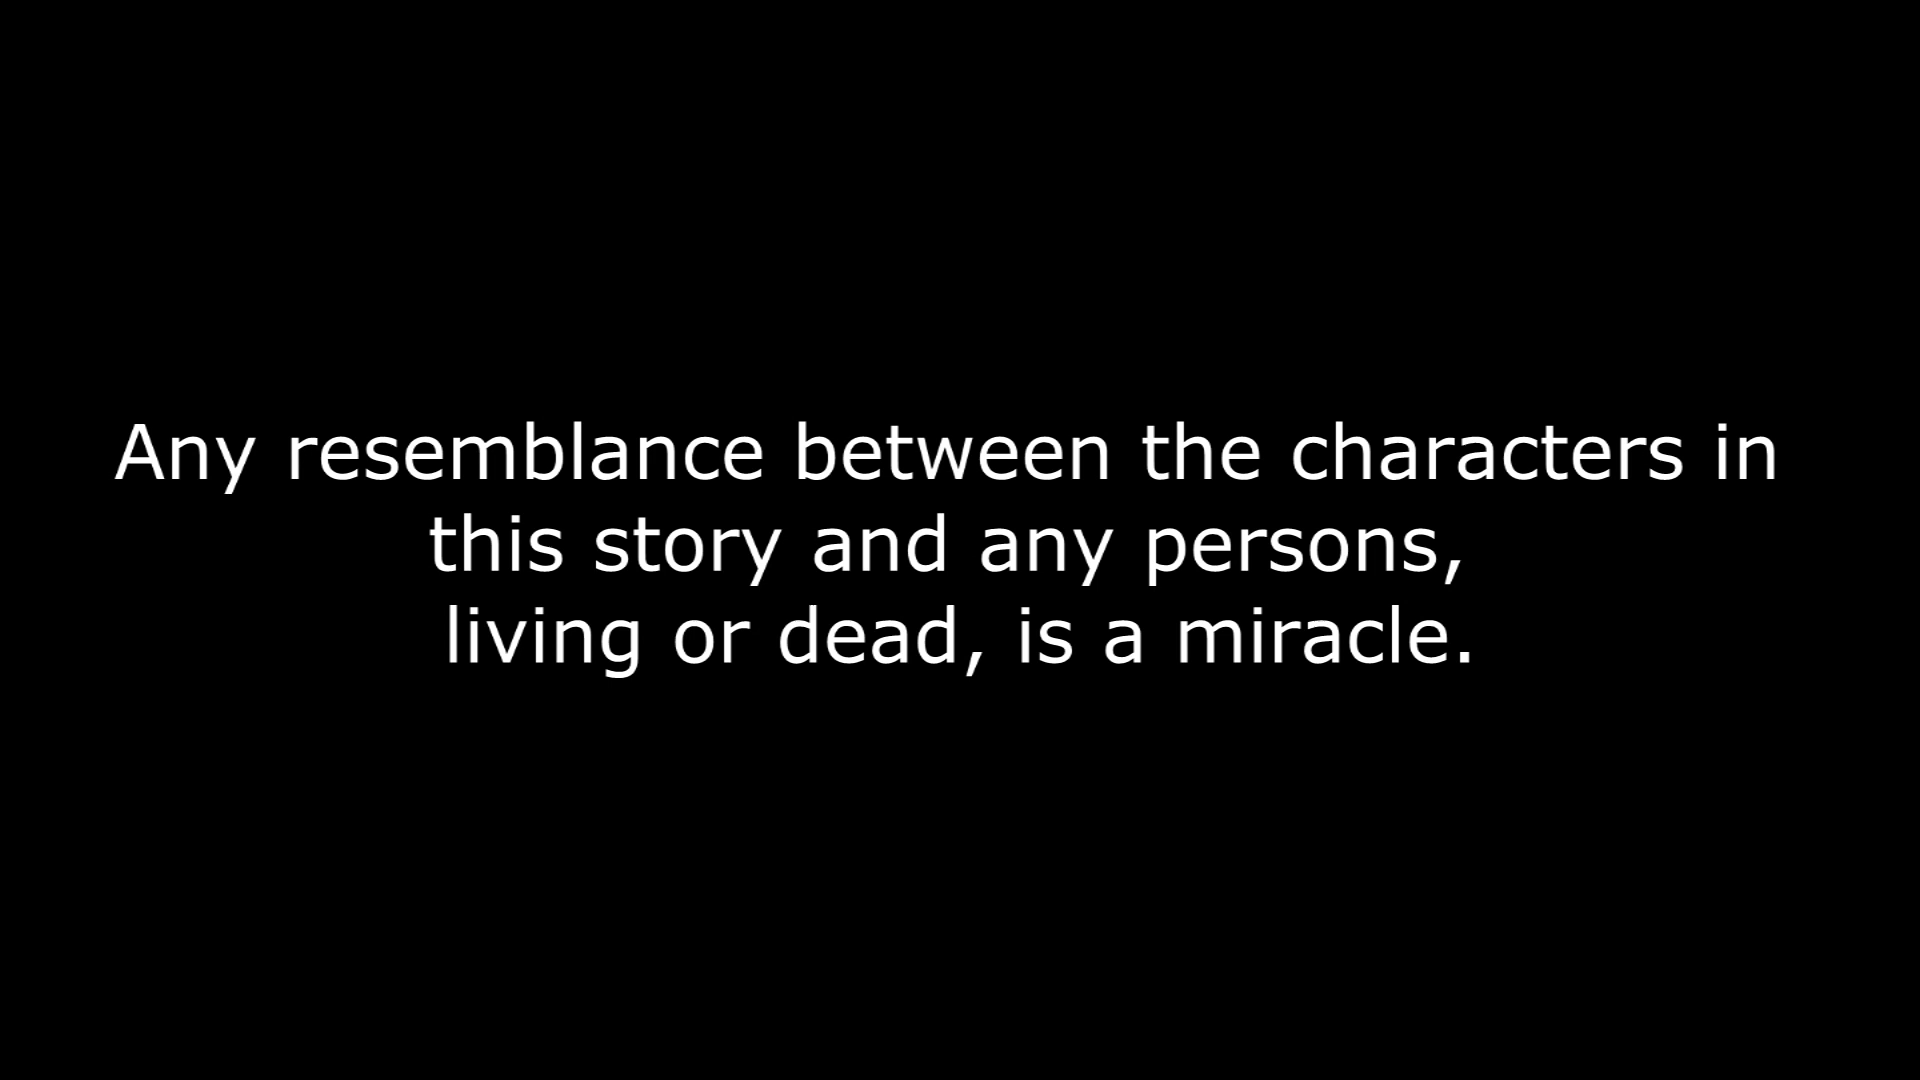 Any resemblance between the characters in
this story and any persons,
living or dead, is a miracle.